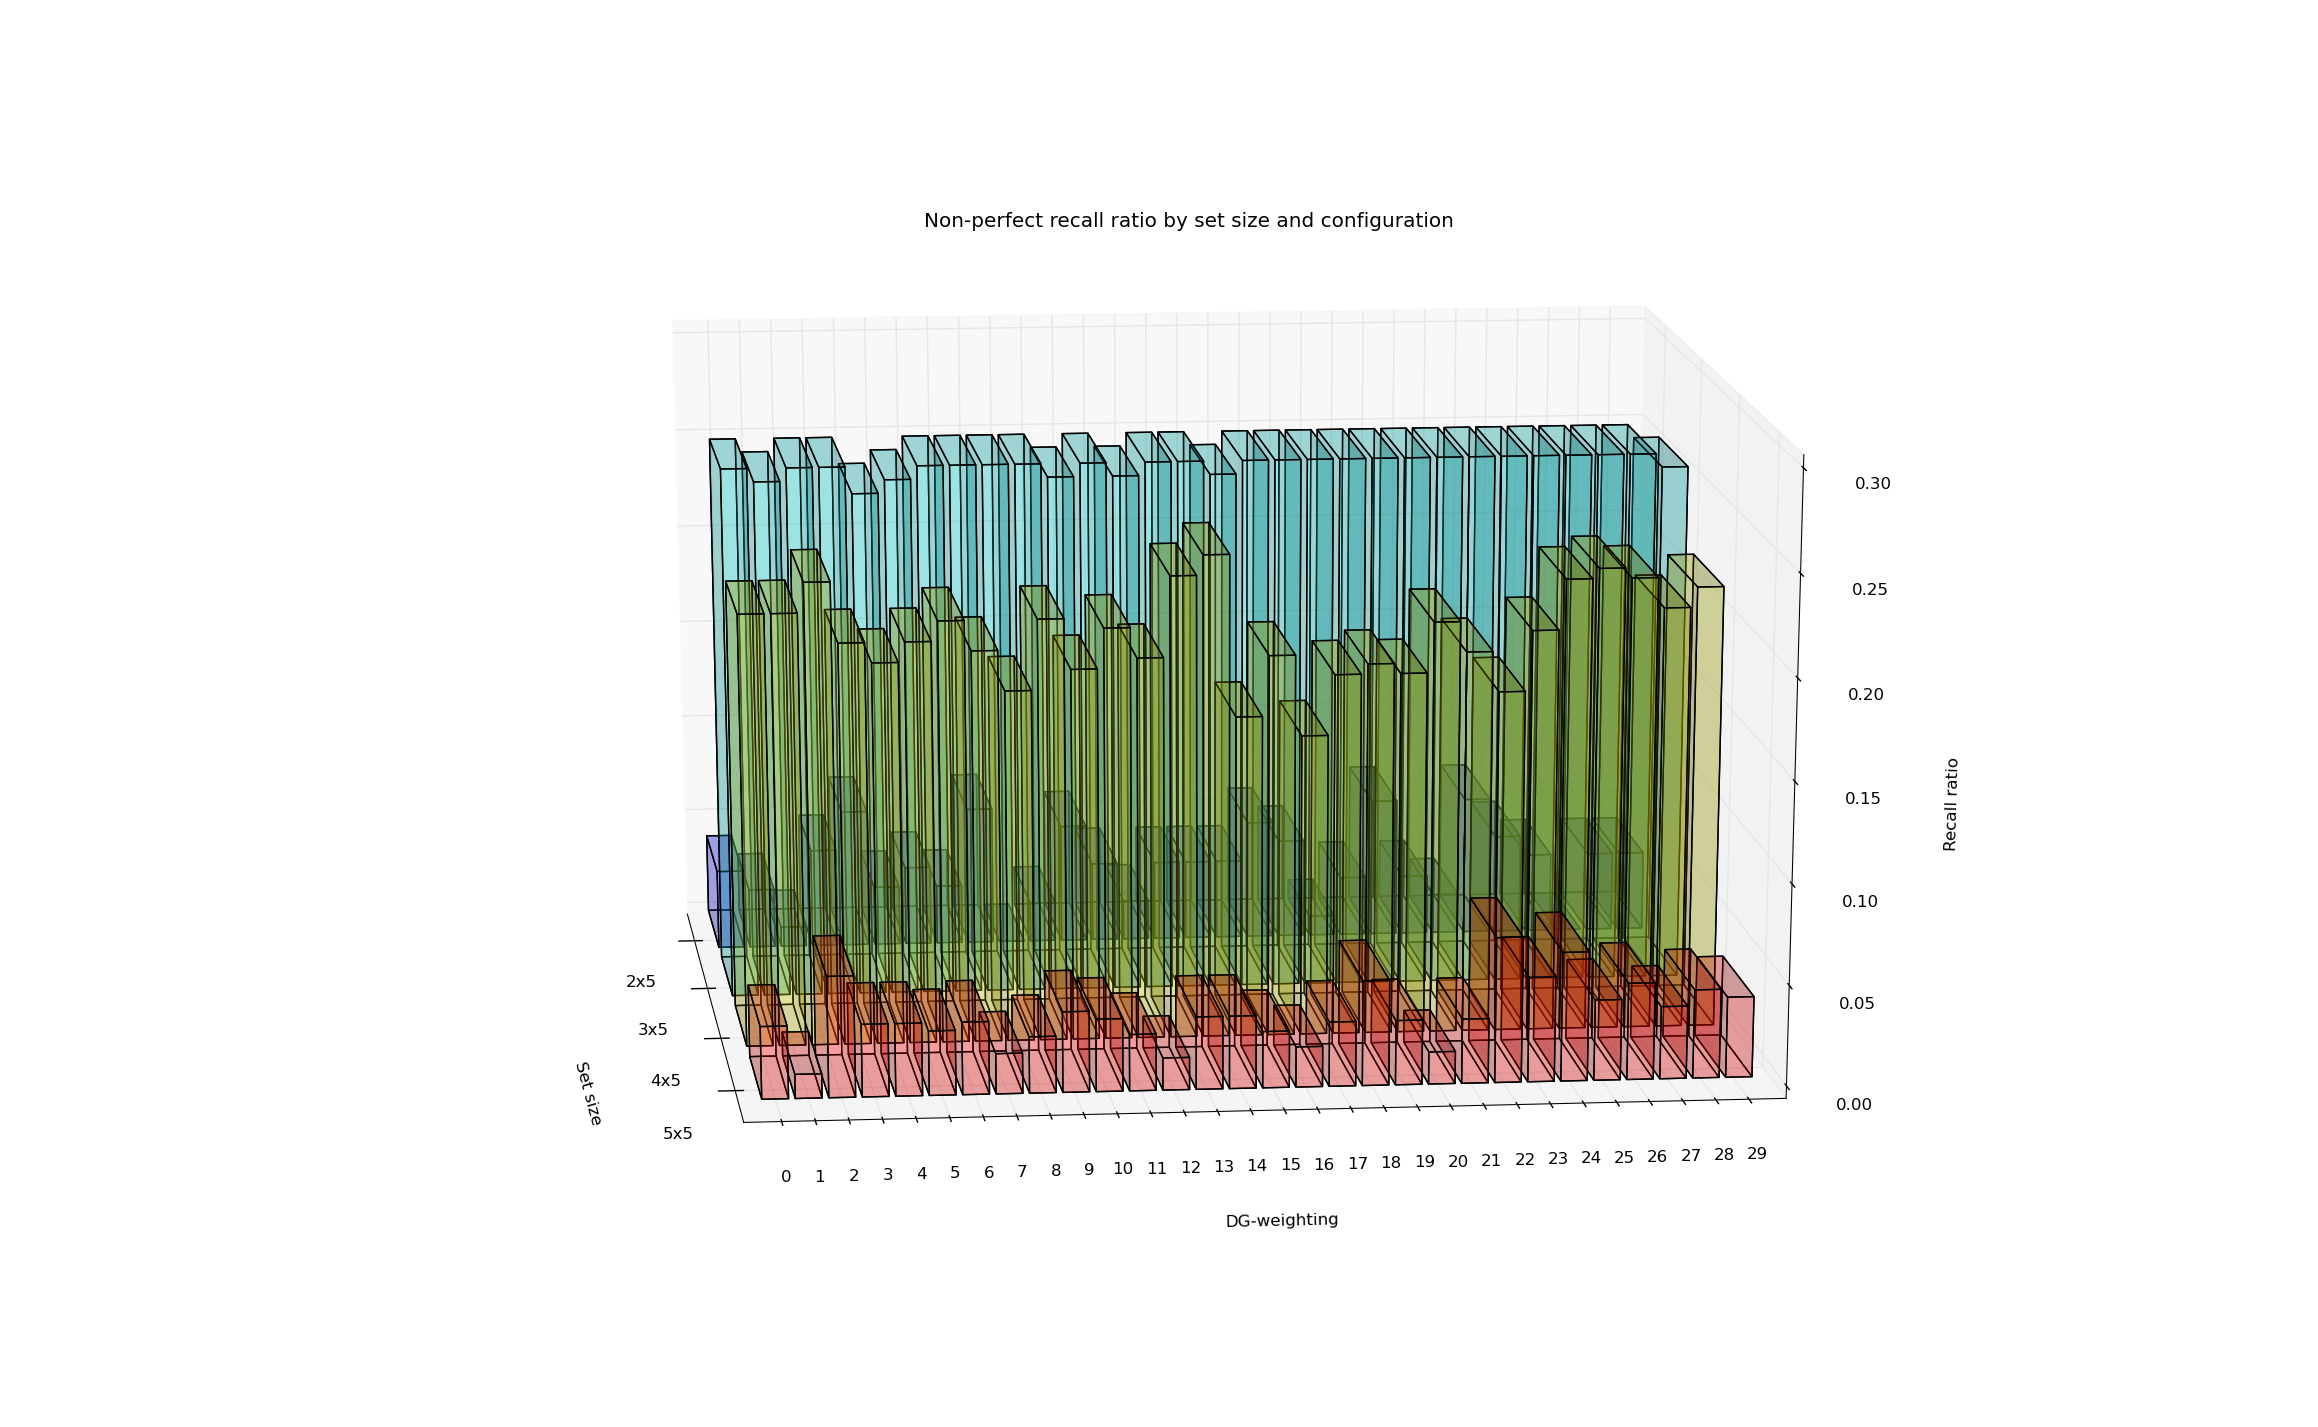 Non-perfect recall ratio by set size and configuration
0.30
0.25
0.20
0.15
0.10
0.05
0.00
Recall ratio
2x5
3x5
4x5
5x5
Set size
0 1 2 3 4 5 6 7 8 9 10 11 12 13 14 15 16 17 18 19 20 21 22 23 24 25 26 27 28 29
DG-weighting